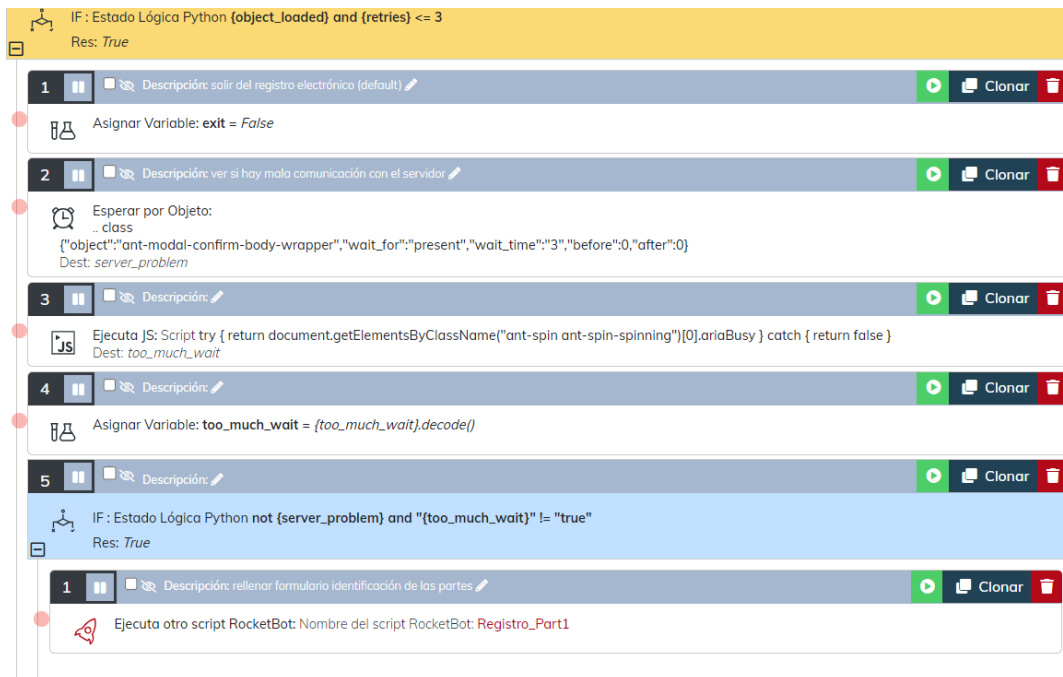 IF : Estado Lógica Python {object_loaded} and {retries} <= 3
Res: True
1 Descripción: salir del registro electrónico (default) Clonar
Asignar Variable: exit = False
2 Descripción: ver si hay mala comunicación con el servidor Clonar
Esperar por Objeto:
.. class
{"object":"ant-modal-confirm-body-wrapper","wait_for":"present","wait_time":"3","before":0,"after":0}
Dest: server_problem
3 Descripción: Clonar
JS Ejecuta JS: Script try { return document.getElementsByClassName("ant-spin ant-spin-spinning")[0].ariaBusy } catch { return false }
Dest: too_much_wait
4 Descripción: Clonar
Asignar Variable: too_much_wait = {too_much_wait}.decode()
5 Descripción: Clonar
IF : Estado Lógica Python not {server_problem} and "{too_much_wait}" != "true"
Res: True
1 Descripción: rellenar formulario identificación de las partes Clonar
Ejecuta otro script RocketBot: Nombre del script RocketBot: Registro_Part1